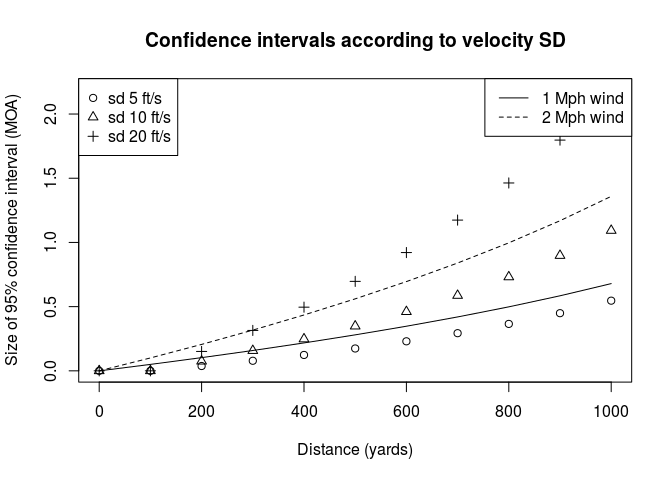 Confidence intervals according to velocity SD
sd 5 ft/s
sd 10 ft/s
sd 20 ft/s
1 Mph wind
2 Mph wind
Size of 95% confidence interval (MOA)
2.0
1.5
1.0
0.5
0.0
0 200 400 600 800 1000
Distance (yards)